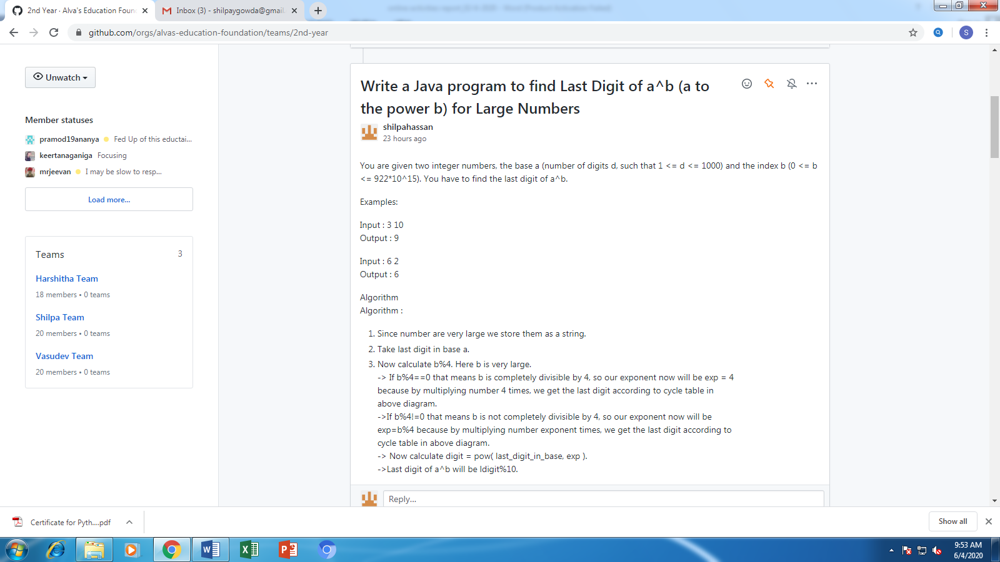 2nd Year · Alva's Education Foun
Inbox (3) - shilpaygowda@gmail.
github.com/orgs/alvas-education-foundation/teams/2nd-year
S
Unwatch
Member statuses
pramod19ananya Fed Up of this eductai...
keertanaganiga Focusing
mrjeevan I may be slow to resp...
Load more...
Teams 3
Harshitha Team
18 members • 0 teams
Shilpa Team
20 members • 0 teams
Vasudev Team
20 members • 0 teams
Write a Java program to find Last Digit of a^b (a to
the power b) for Large Numbers
shilpahassan
23 hours ago
You are given two integer numbers, the base a (number of digits d, such that 1 <= d <= 1000) and the index b (0 <= b
<= 922*10^15). You have to find the last digit of a^b.
Examples:
Input : 3 10
Output : 9
Input : 6 2
Output : 6
Algorithm
Algorithm :
1. Since number are very large we store them as a string.
2. Take last digit in base a.
3. Now calculate b%4. Here b is very large.
-> If b%4==0 that means b is completely divisible by 4, so our exponent now will be exp = 4
because by multiplying number 4 times, we get the last digit according to cycle table in
above diagram.
->If b%4!=0 that means b is not completely divisible by 4, so our exponent now will be
exp=b%4 because by multiplying number exponent times, we get the last digit according to
cycle table in above diagram.
-> Now calculate digit = pow( last_digit_in_base, exp ).
->Last digit of a^b will be ldigit%10.
Reply...
Certificate for Pyth....pdf
Show all
9:53 AM
6/4/2020